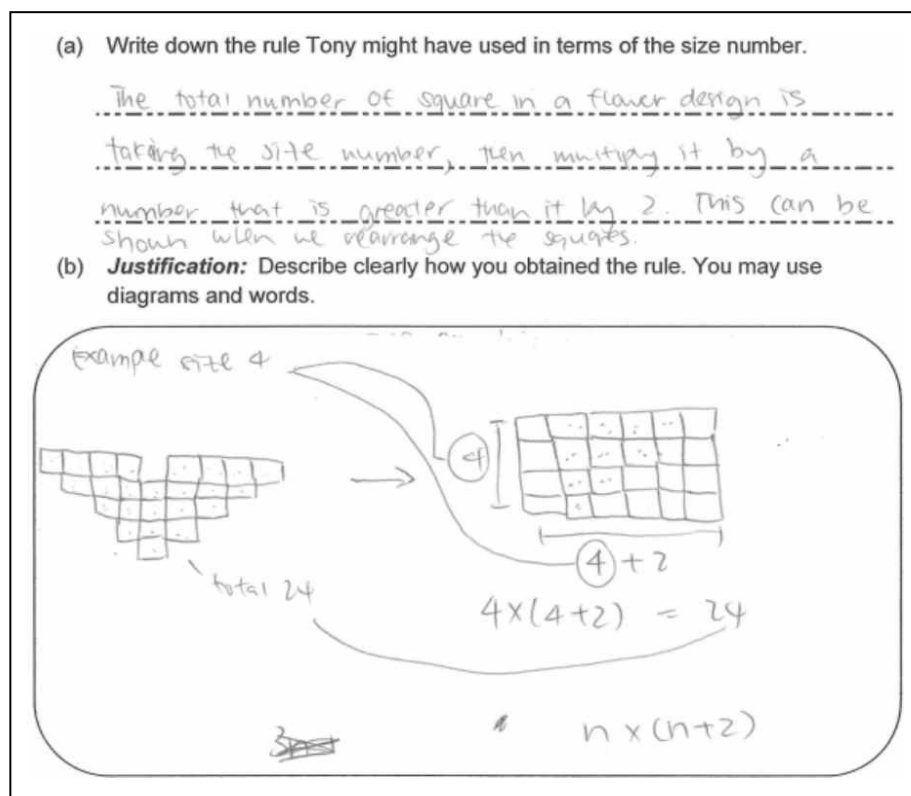 (a) Write down the rule Tony might have used in terms of the size number.
The total number of square in a flower design is
taking the size number, then multiply it by a
number that is greater than it by 2. This can be
shown when we rearrange the squares.
(b) Justification: Describe clearly how you obtained the rule. You may use
diagrams and words.
Example size 4
4
4 + 2
total 24
4×(4+2) = 24
n × (n+2)